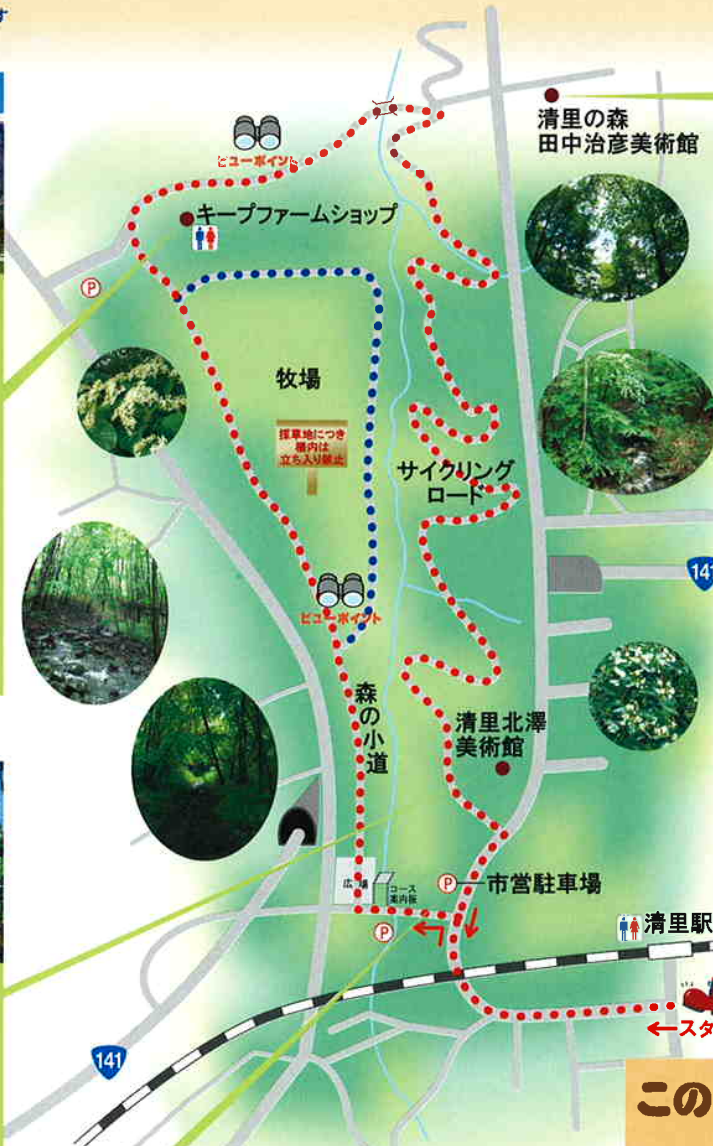 す
清里の森
田中治彦美術館
ビューポイント
キープファームショップ
P
牧場
採草地につき
柵内は
立ち入り禁止
サイクリング
ロード
141
ビューポイント
森の小道
清里北澤
美術館
広場
コース
案内板
P
市営駐車場
P
清里駅
←スタ
141
この